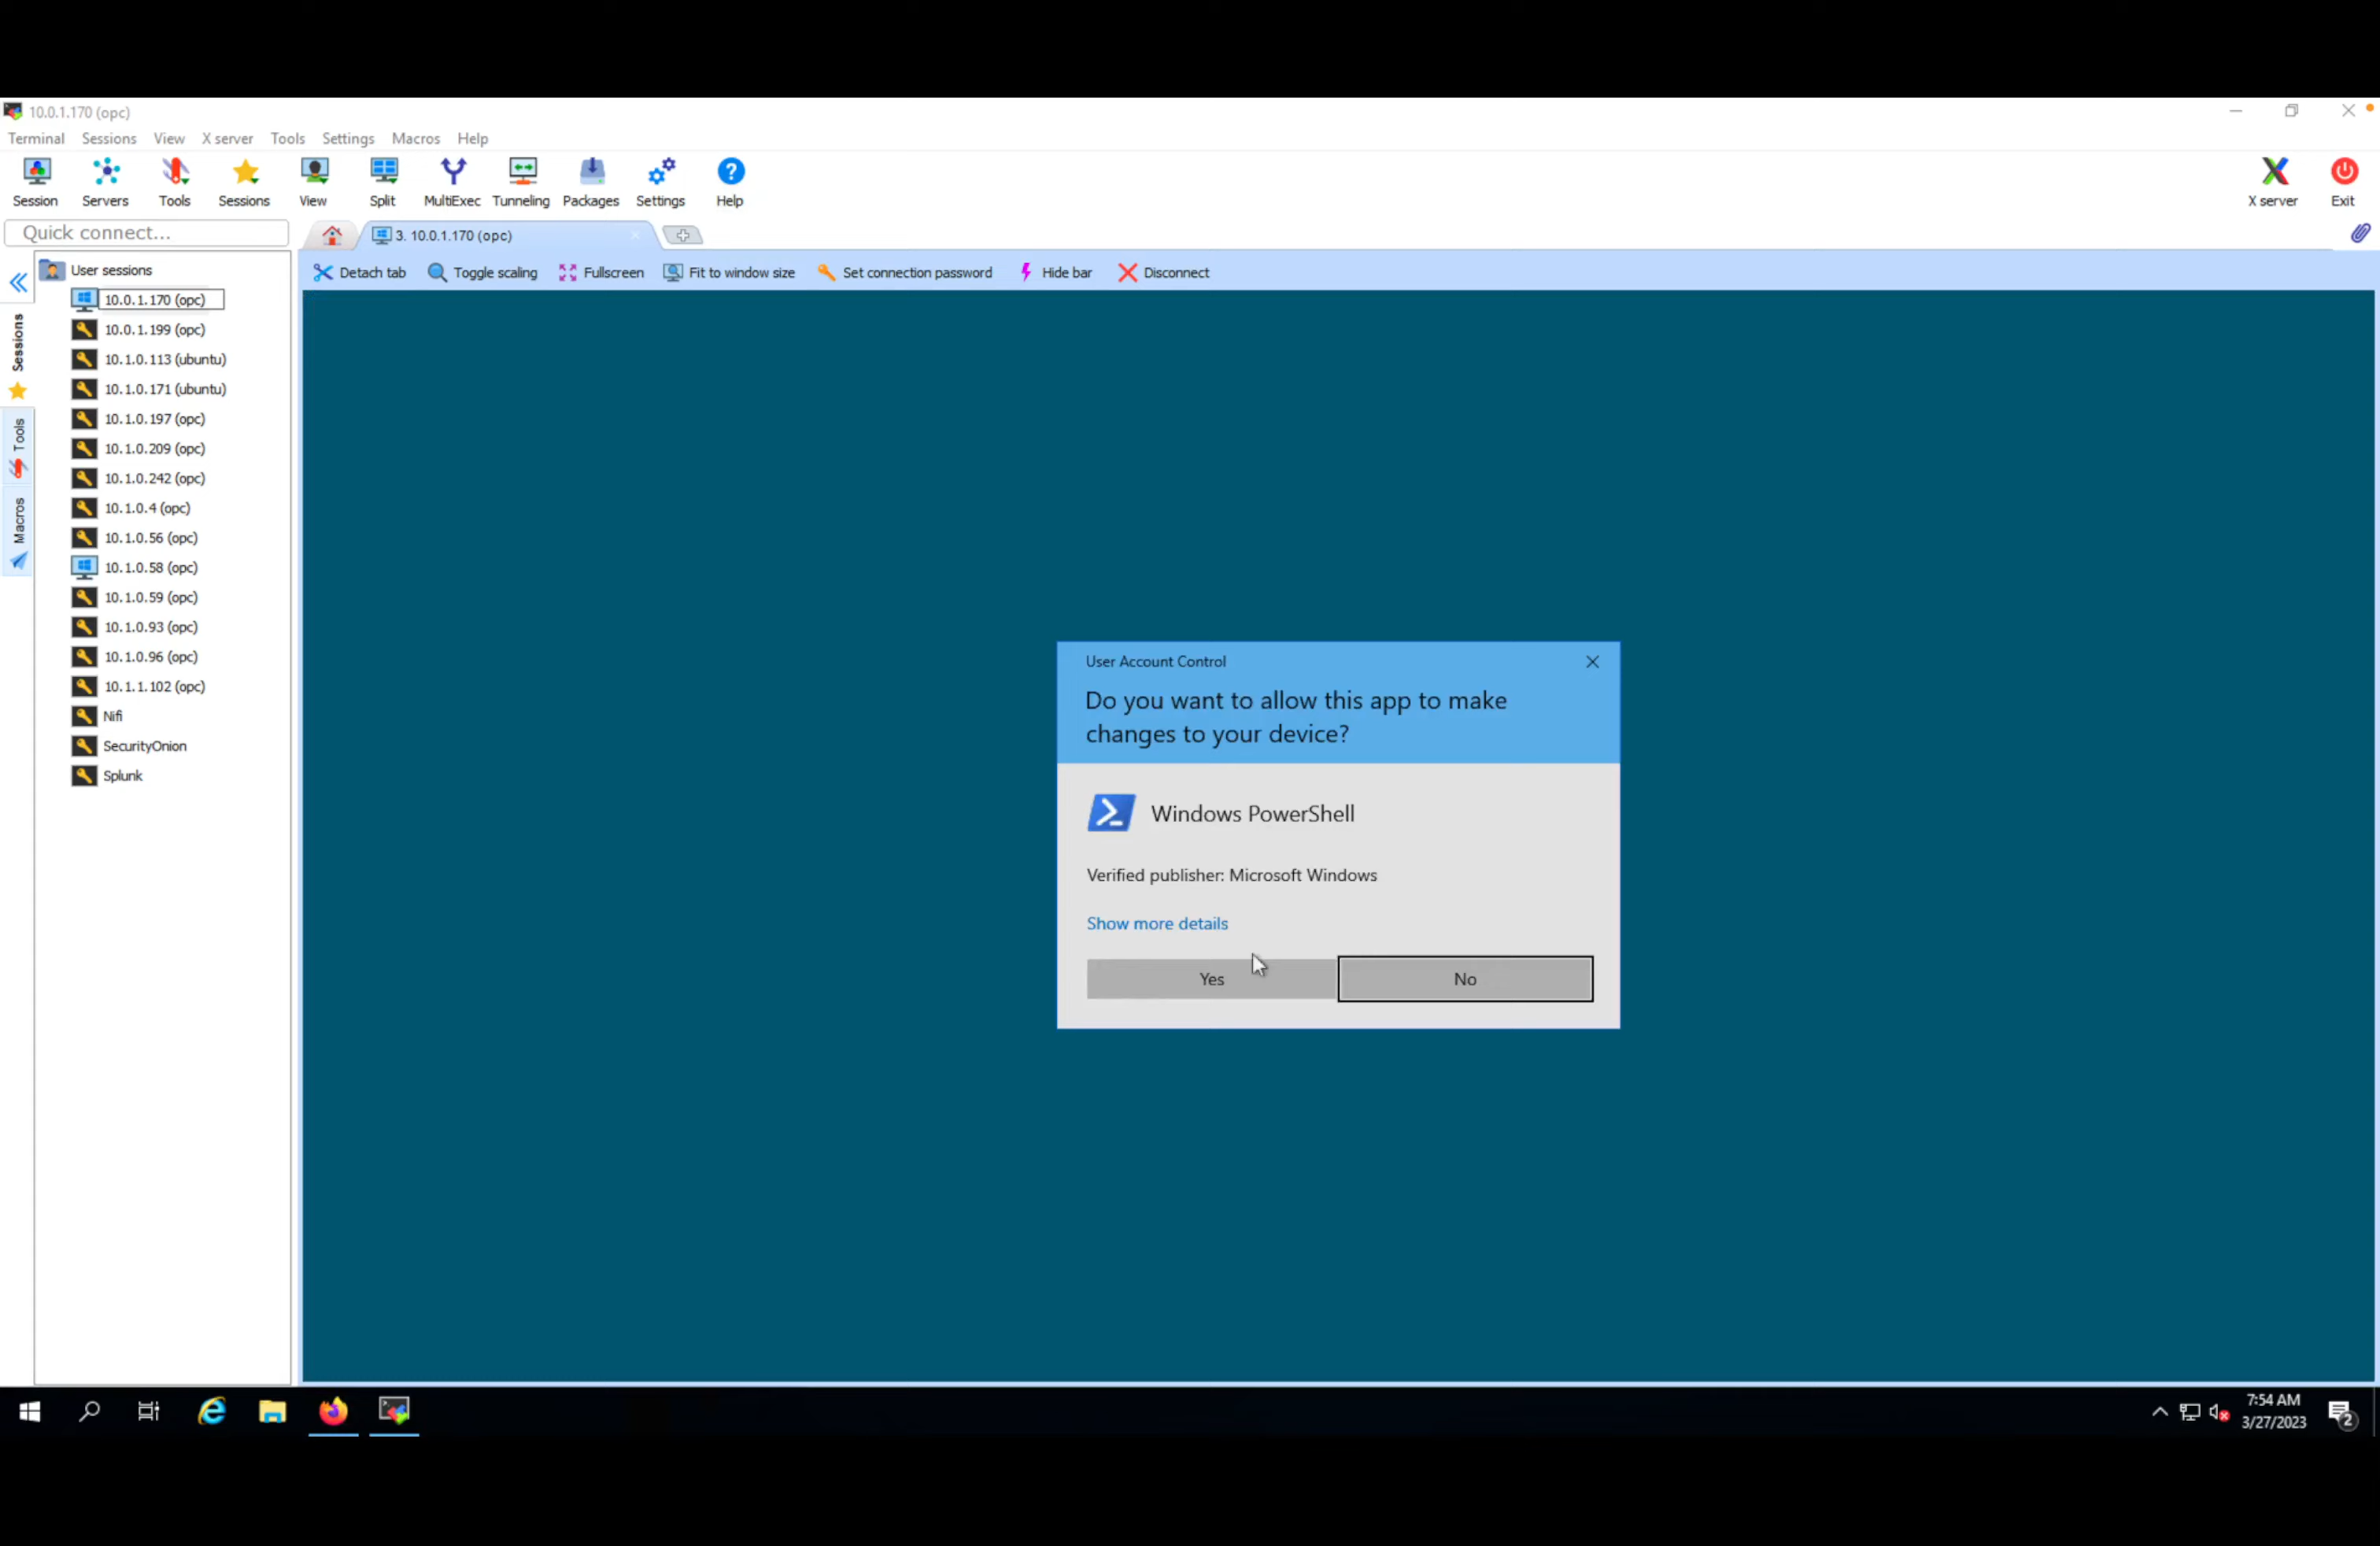 10.0.1.170 (opc)
Terminal Sessions View X server Tools Settings Macros Help
Session Servers Tools Sessions View Split MultiExec Tunneling Packages Settings Help X server Exit
Quick connect...
3. 10.0.1.170 (opc)
Detach tab Toggle scaling Fullscreen Fit to window size Set connection password Hide bar Disconnect
Sessions
Tools
Macros
User sessions
10.0.1.170 (opc)
10.0.1.199 (opc)
10.1.0.113 (ubuntu)
10.1.0.171 (ubuntu)
10.1.0.197 (opc)
10.1.0.209 (opc)
10.1.0.242 (opc)
10.1.0.4 (opc)
10.1.0.56 (opc)
10.1.0.58 (opc)
10.1.0.59 (opc)
10.1.0.93 (opc)
10.1.0.96 (opc)
10.1.1.102 (opc)
Nifi
SecurityOnion
Splunk
User Account Control
Do you want to allow this app to make
changes to your device?
Windows PowerShell
Verified publisher: Microsoft Windows
Show more details
Yes No
7:54 AM
3/27/2023
2